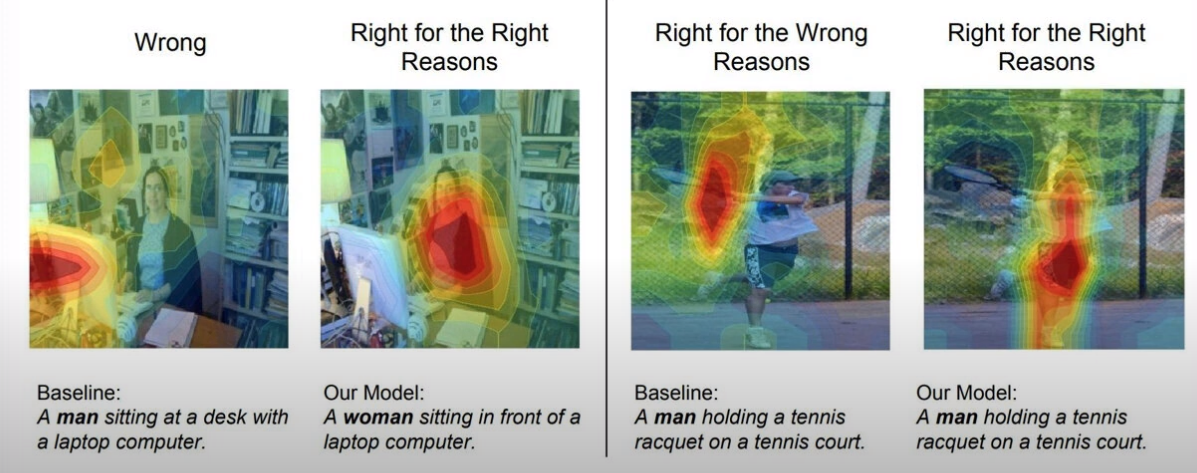 Wrong
Right for the Right
Reasons
Right for the Wrong
Reasons
Right for the Right
Reasons
Baseline:
A man sitting at a desk with
a laptop computer.
Our Model:
A woman sitting in front of a
laptop computer.
Baseline:
A man holding a tennis
racquet on a tennis court.
Our Model:
A man holding a tennis
racquet on a tennis court.